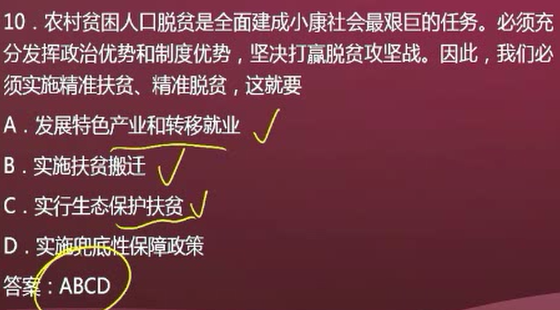 10．农村贫困人口脱贫是全面建成小康社会最艰巨的任务。必须充
分发挥政治优势和制度优势，坚决打赢脱贫攻坚战。因此，我们必
须实施精准扶贫、精准脱贫，这就要
A．发展特色产业和转移就业
B．实施扶贫搬迁
C．实行生态保护扶贫
D．实施兜底性保障政策
答案：ABCD